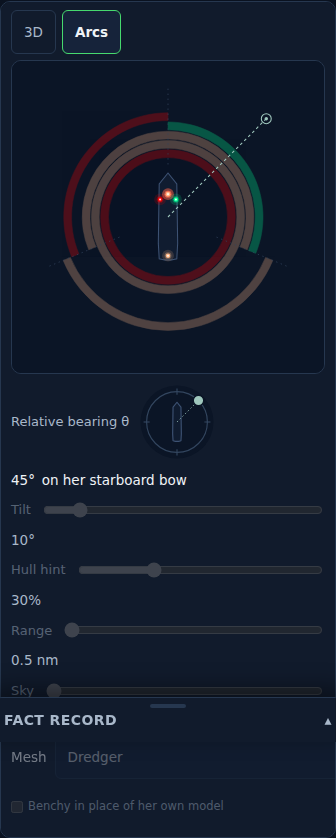 3D Arcs
Relative bearing θ
45° on her starboard bow
Tilt
10°
Hull hint
30%
Range
0.5 nm
Sky
FACT RECORD ▲
Mesh Dredger
Benchy in place of her own model